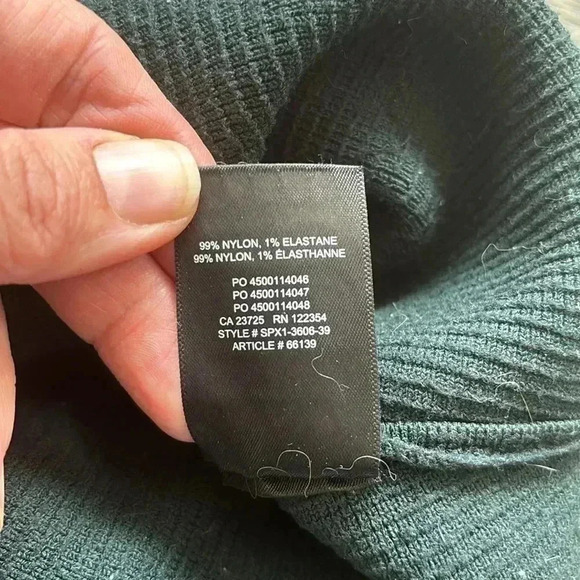 99% NYLON, 1% ELASTANE
99% NYLON, 1% ÉLASTHANNE
PO 4500114046
PO 4500114047
PO 4500114048
CA 23725 RN 122354
STYLE # SPX1-3606-39
ARTICLE # 66139